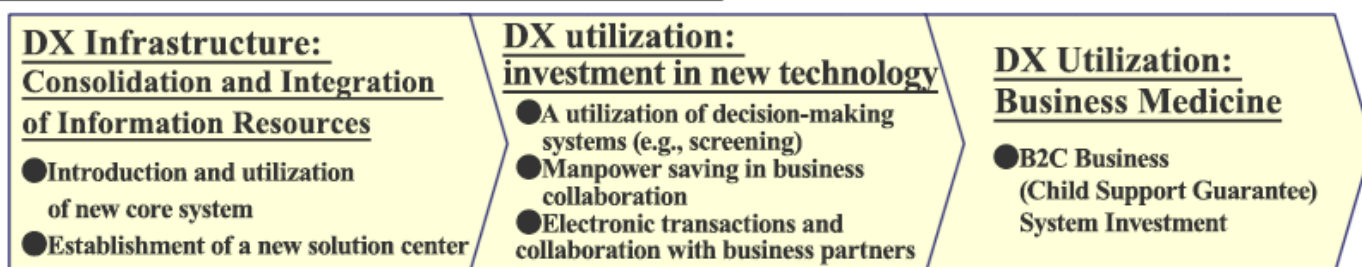 DX Infrastructure:
Consolidation and Integration
of Information Resources
●Introduction and utilization
of new core system
●Establishment of a new solution center
DX utilization:
investment in new technology
●A utilization of decision-making
systems (e.g., screening)
●Manpower saving in business
collaboration
●Electronic transactions and
collaboration with business partners
DX Utilization:
Business Medicine
●B2C Business
(Child Support Guarantee)
System Investment